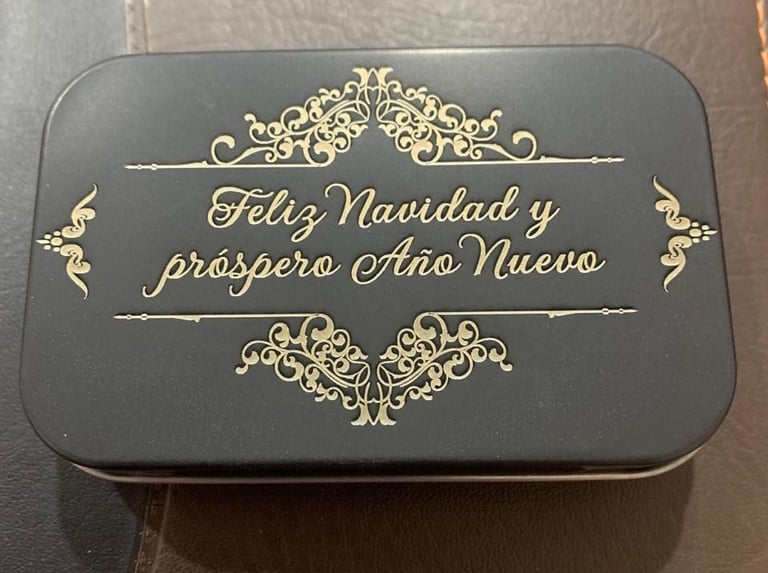 Feliz Navidad y
próspero Año Nuevo